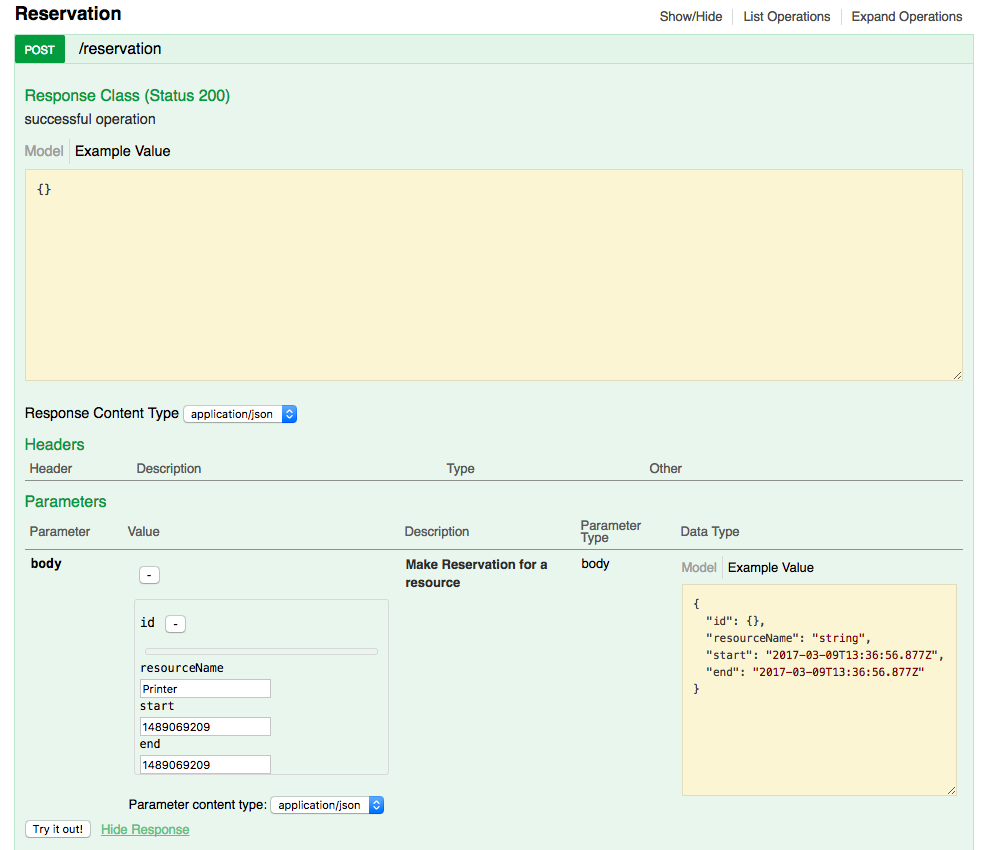 Reservation
Show/Hide
List Operations
Expand Operations
POST
/reservation
Response Class (Status 200)
successful operation
Model
Example Value
{}
Response Content Type
application/json
Headers
Header
Description
Type
Other
Parameters
Parameter
Value
Description
Parameter
Type
Data Type
body
-
id
-
resourceName
Printer
start
1489069209
end
1489069209
Make Reservation for a
resource
body
Model
Example Value
{
"id": {},
"resourceName": "string",
"start": "2017-03-09T13:36:56.877Z",
"end": "2017-03-09T13:36:56.877Z"
}
Parameter content type:
application/json
Try it out!
Hide Response